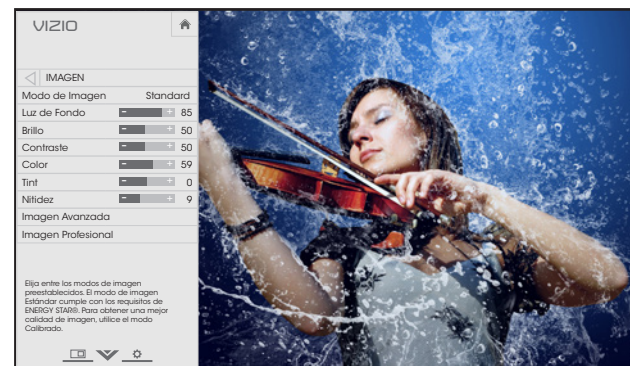 VIZIO
IMAGEN
Modo de Imagen Standard
Luz de Fondo - + 85
Brillo - + 50
Contraste - + 50
Color - + 59
Tint - + 0
Nitidez - + 9
Imagen Avanzada
Imagen Profesional
Elija entre los modos de imagen
preestablecidos. El modo de imagen
Estándar cumple con los requisitos de
ENERGY STAR®. Para obtener una mejor
calidad de imagen, utilice el modo
Calibrado.